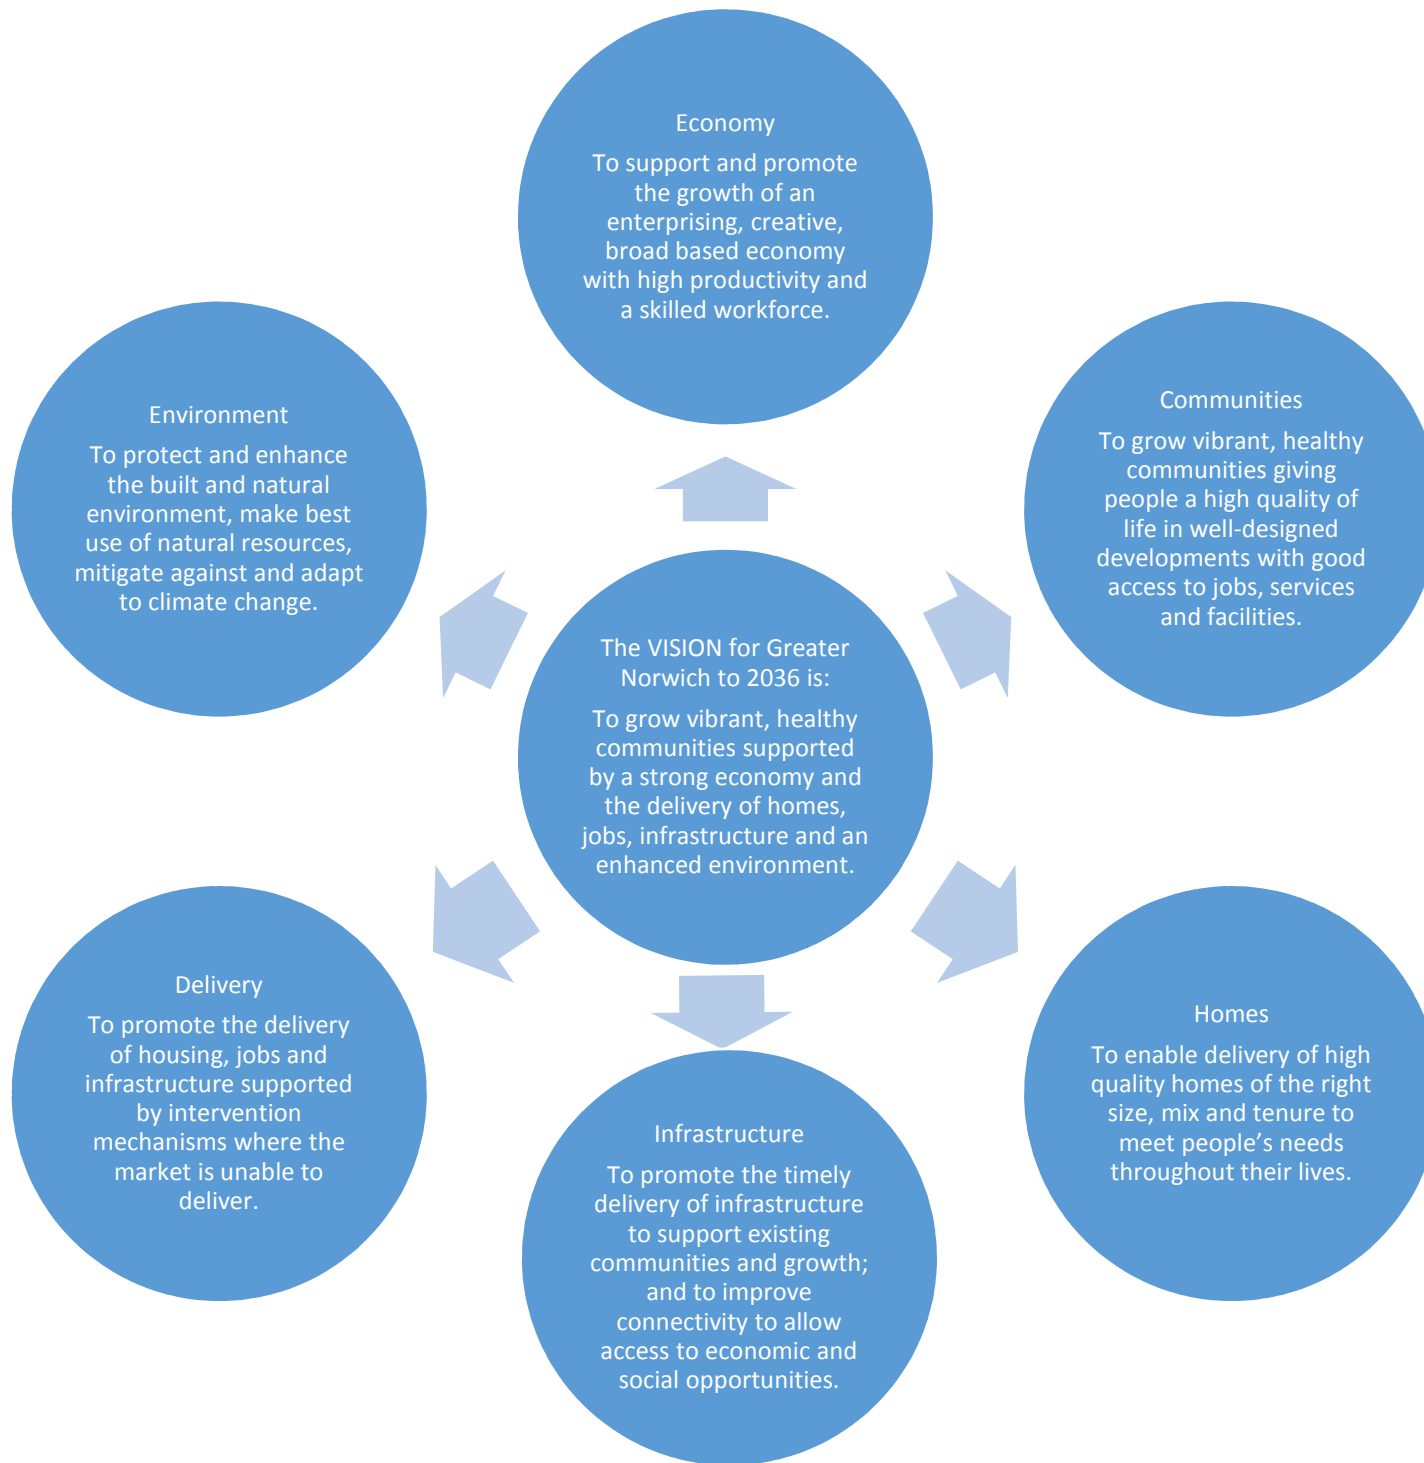 Economy
To support and promote
the growth of an
enterprising, creative,
broad based economy
with high productivity and
a skilled workforce.
Communities
To grow vibrant, healthy
communities giving
people a high quality of
life in well-designed
developments with good
access to jobs, services
and facilities.
Homes
To enable delivery of high
quality homes of the right
size, mix and tenure to
meet people’s needs
throughout their lives.
Infrastructure
To promote the timely
delivery of infrastructure
to support existing
communities and growth;
and to improve
connectivity to allow
access to economic and
social opportunities.
Delivery
To promote the delivery
of housing, jobs and
infrastructure supported
by intervention
mechanisms where the
market is unable to
deliver.
Environment
To protect and enhance
the built and natural
environment, make best
use of natural resources,
mitigate against and adapt
to climate change.
The VISION for Greater
Norwich to 2036 is:
To grow vibrant, healthy
communities supported
by a strong economy and
the delivery of homes,
jobs, infrastructure and an
enhanced environment.